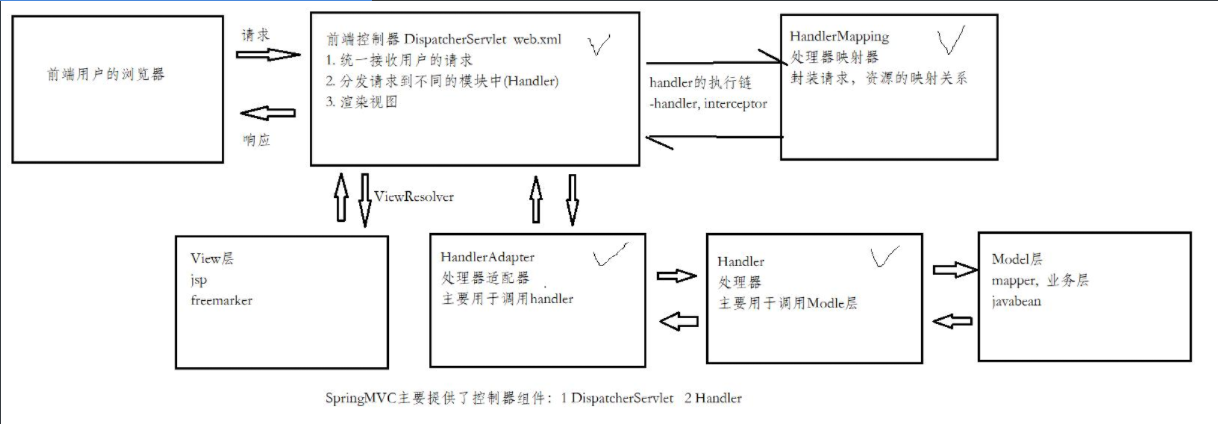 前端用户的浏览器
请求
响应
前端控制器 DispatcherServlet web.xml
1. 统一接收用户的请求
2. 分发请求到不同的模块中(Handler)
3. 渲染视图
handler的执行链
-handler, interceptor
HandlerMapping
处理器映射器
封装请求，资源的映射关系
ViewResolver
View层
jsp
freemarker
HandlerAdapter
处理器适配器
主要用于调用handler
Handler
处理器
主要用于调用Modle层
Model层
mapper, 业务层
javabean
SpringMVC主要提供了控制器组件：1 DispatcherServlet 2 Handler